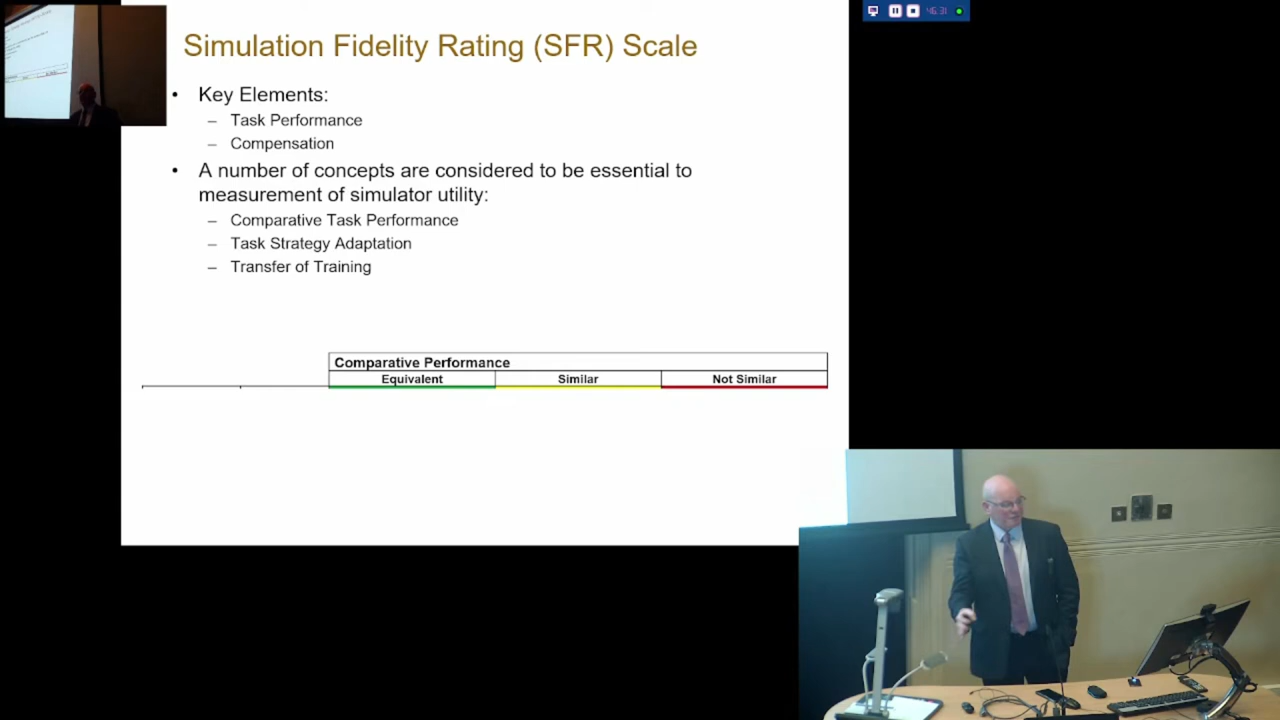 Simulation Fidelity Rating (SFR) Scale
• Key Elements:
– Task Performance
– Compensation
• A number of concepts are considered to be essential to
measurement of simulator utility:
– Comparative Task Performance
– Task Strategy Adaptation
– Transfer of Training
Comparative Performance
Equivalent Similar Not Similar
46:31